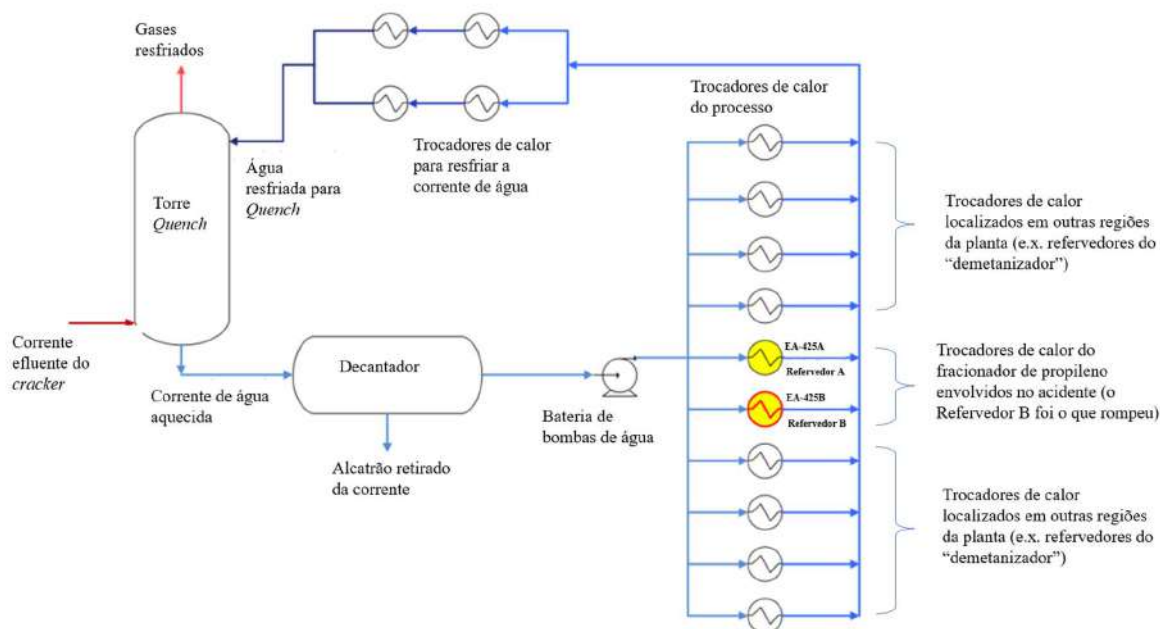 Gases
resfriados
Torre
Quench
Água
resfriada para
Quench
Trocadores de calor
para resfriar a
corrente de água
Corrente
efluente do
cracker
Corrente de água
aquecida
Decantador
Alcatrão retirado
da corrente
Bateria de
bombas de água
Trocadores de calor
do processo
EA-425A
Refervedor A
EA-425B
Refervedor B
Trocadores de calor
localizados em outras regiões
da planta (e.x. refervedores do
“demetanizador”)
Trocadores de calor do
fracionador de propileno
envolvidos no acidente (o
Refervedor B foi o que rompeu)
Trocadores de calor
localizados em outras regiões
da planta (e.x. refervedores do
“demetanizador”)